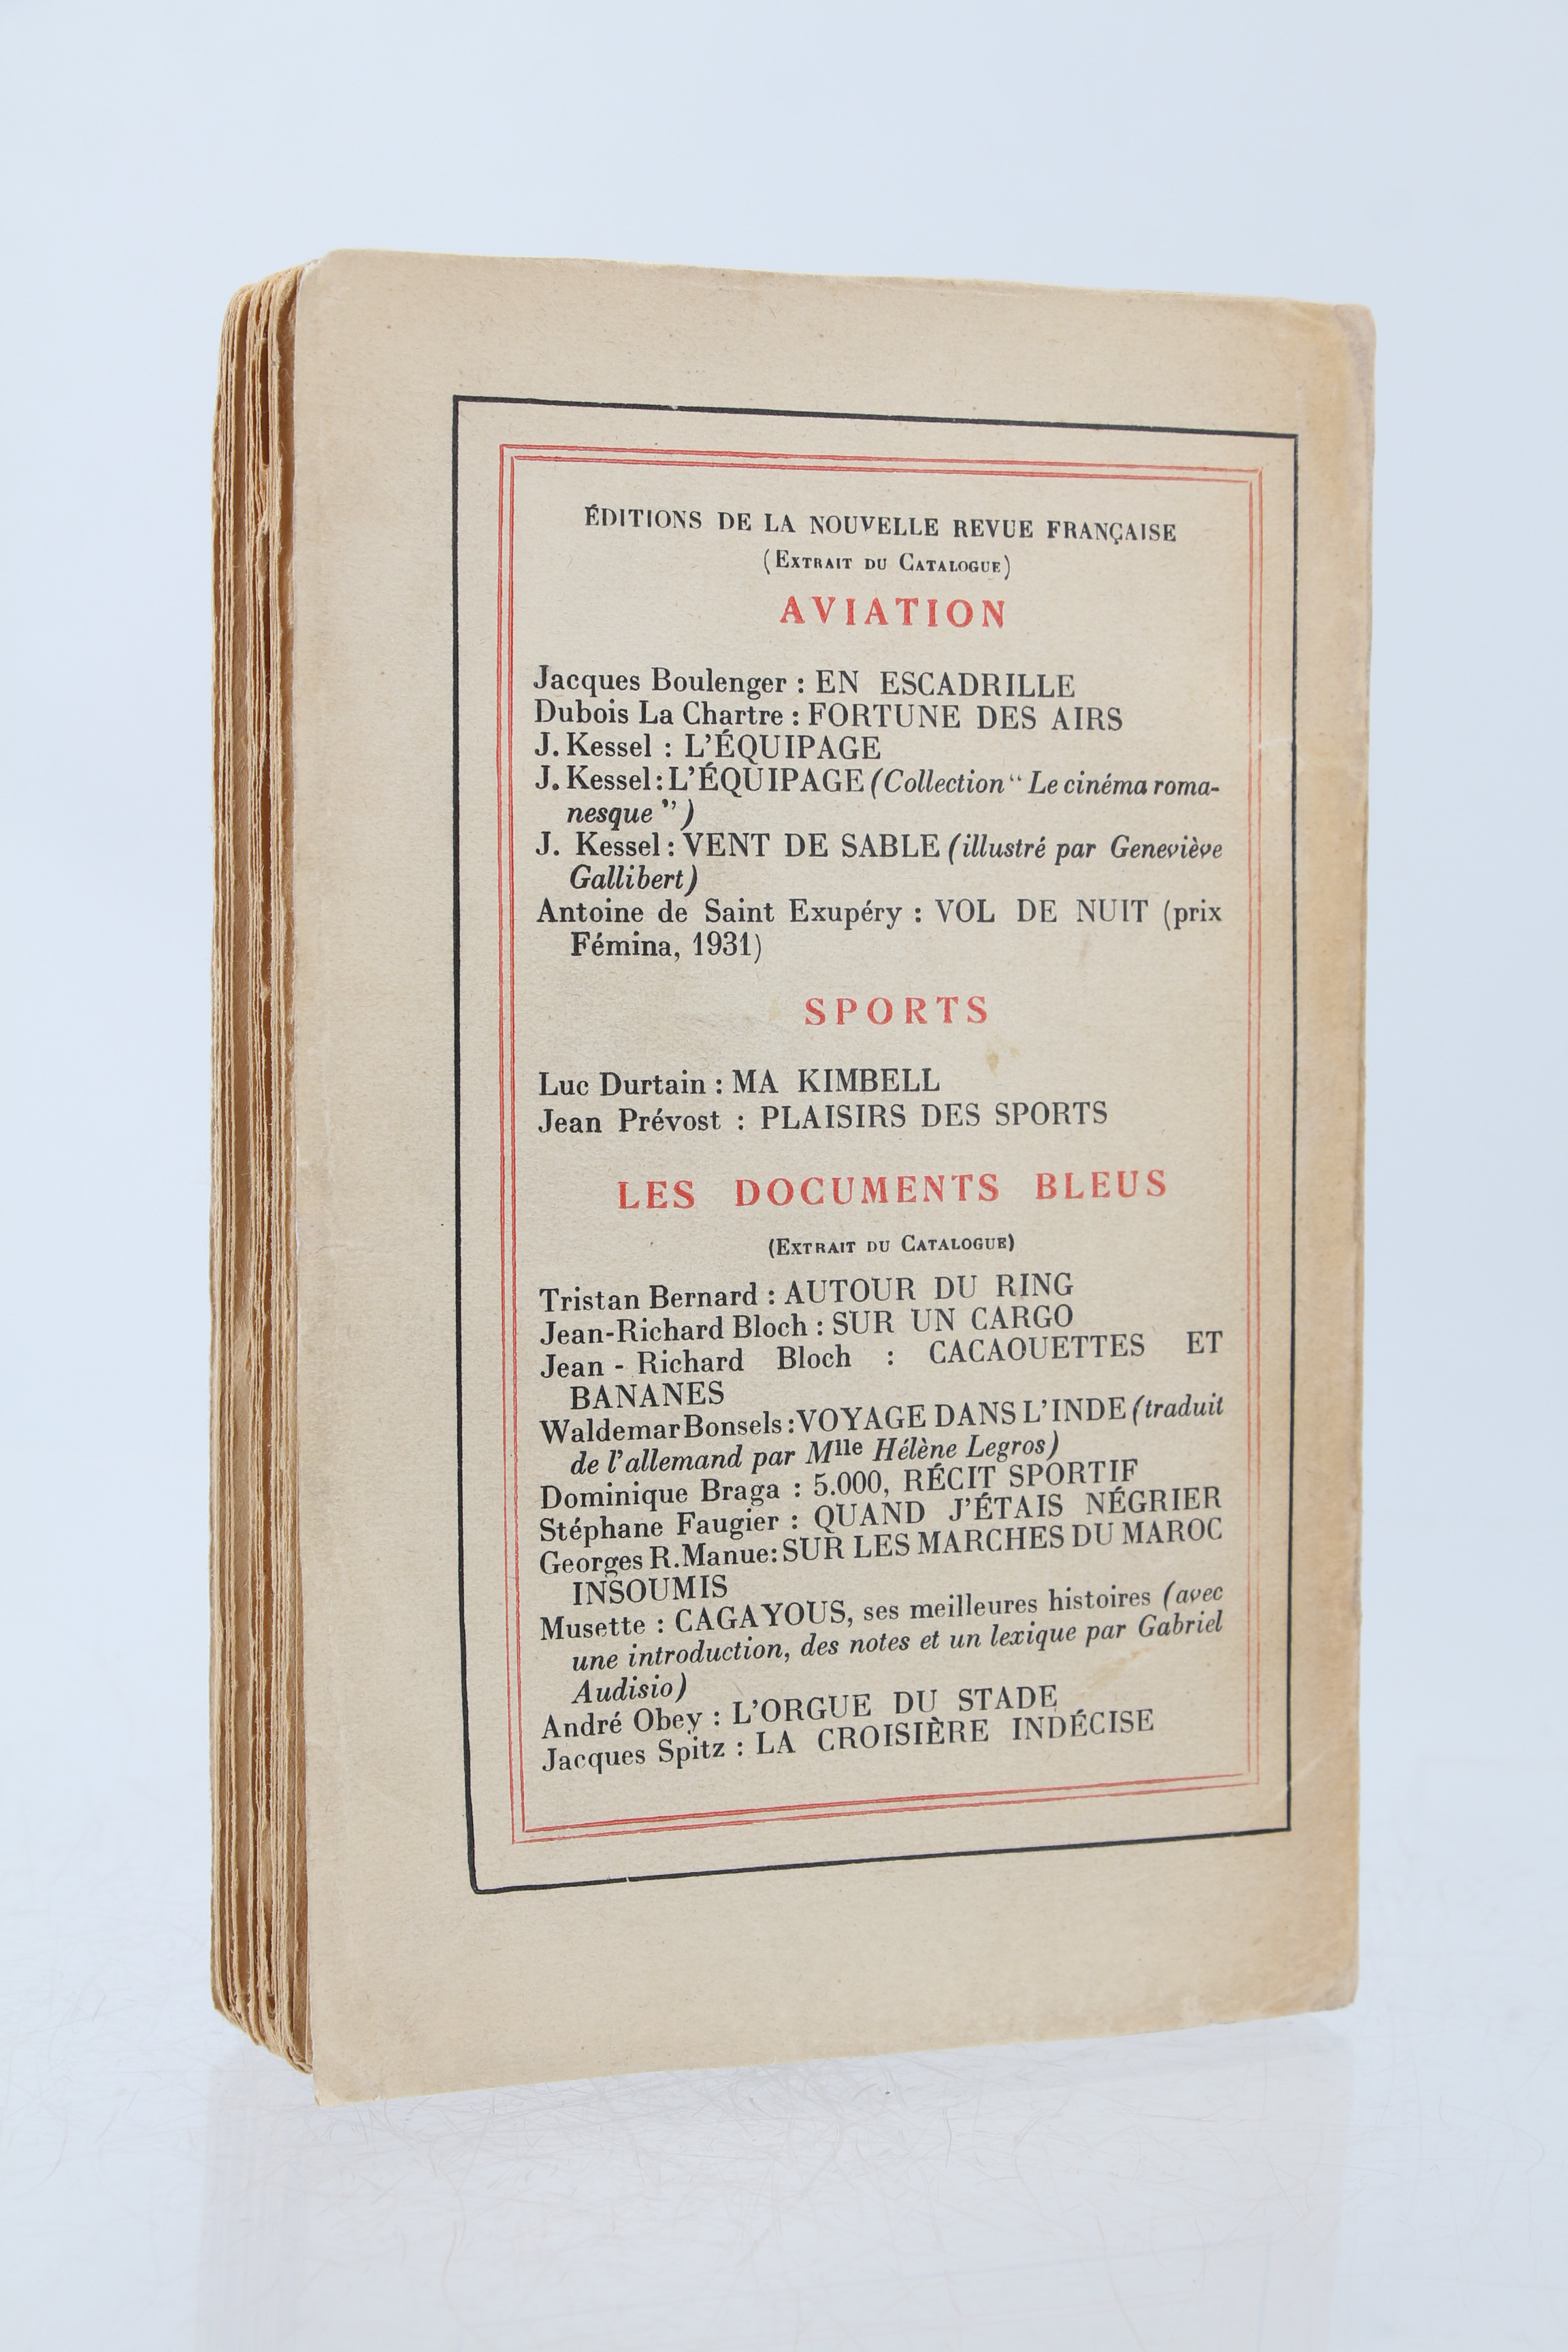 ÉDITIONS DE LA NOUVELLE REVUE FRANÇAISE
(Extrait du Catalogue)
AVIATION
Jacques Boulenger : EN ESCADRILLE
Dubois La Chartre : FORTUNE DES AIRS
J. Kessel : L'ÉQUIPAGE
J. Kessel : L'ÉQUIPAGE (Collection “ Le cinéma roma-
nesque ”)
J. Kessel : VENT DE SABLE (illustré par Geneviève
Gallibert)
Antoine de Saint Exupéry : VOL DE NUIT (prix
Fémina, 1931)
SPORTS
Luc Durtain : MA KIMBELL
Jean Prévost : PLAISIRS DES SPORTS
LES DOCUMENTS BLEUS
(Extrait du Catalogue)
Tristan Bernard : AUTOUR DU RING
Jean-Richard Bloch : SUR UN CARGO
Jean - Richard Bloch : CACAOUETTES ET
BANANES
Waldemar Bonsels : VOYAGE DANS L'INDE (traduit
de l'allemand par Mlle Hélène Legros)
Dominique Braga : 5.000, RÉCIT SPORTIF
Stéphane Faugier : QUAND J'ÉTAIS NÉGRIER
Georges R. Manue : SUR LES MARCHES DU MAROC
INSOUMIS
Musette : CAGAYOUS, ses meilleures histoires (avec
une introduction, des notes et un lexique par Gabriel
Audisio)
André Obey : L'ORGUE DU STADE
Jacques Spitz : LA CROISIÈRE INDÉCISE